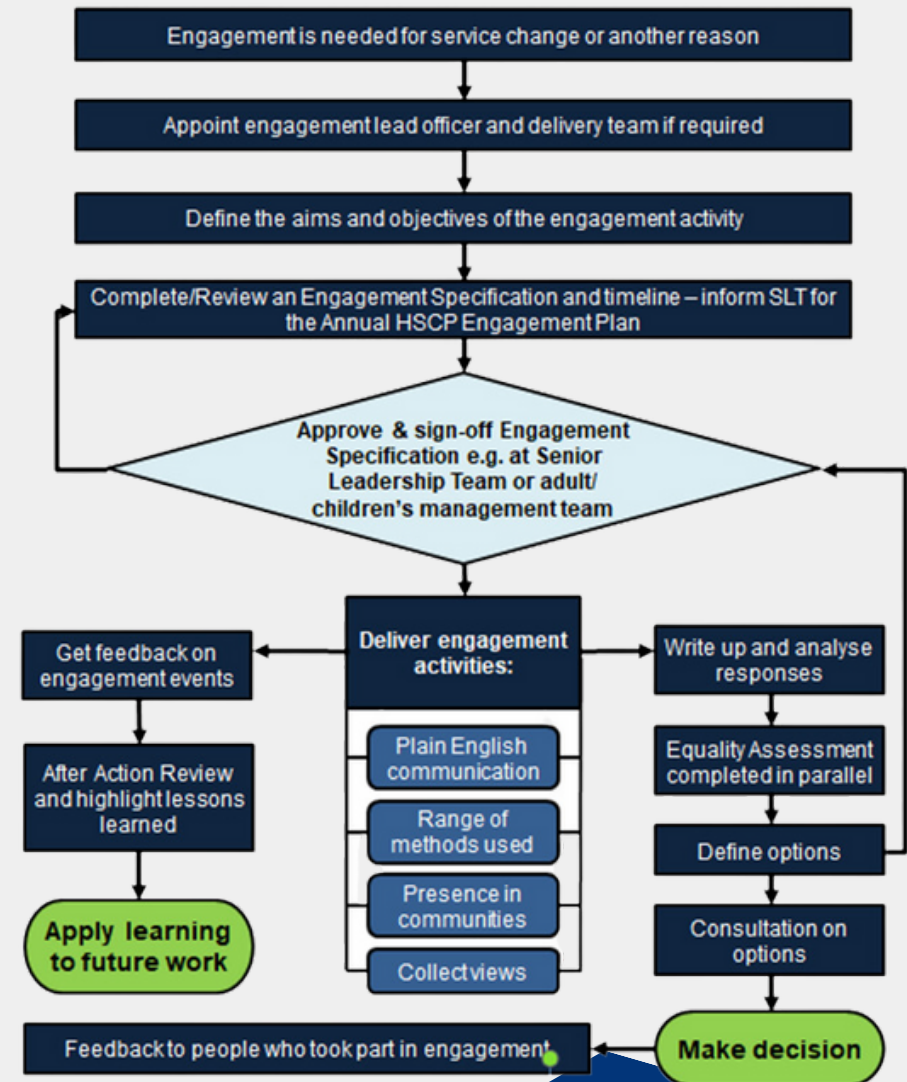 Engagement is needed for service change or another reason
Appoint engagement lead officer and delivery team if required
Define the aims and objectives of the engagement activity
Complete/Review an Engagement Specification and timeline – inform SLT for
the Annual HSCP Engagement Plan
Approve & sign-off Engagement
Specification e.g. at Senior
Leadership Team or adult/
children's management team
Deliver engagement
activities:
Plain English
communication
Range of
methods used
Presence in
communities
Collect views
Get feedback on
engagement events
After Action Review
and highlight lessons
learned
Apply learning
to future work
Write up and analyse
responses
Equality Assessment
completed in parallel
Define options
Consultation on
options
Make decision
Feedback to people who took part in engagement